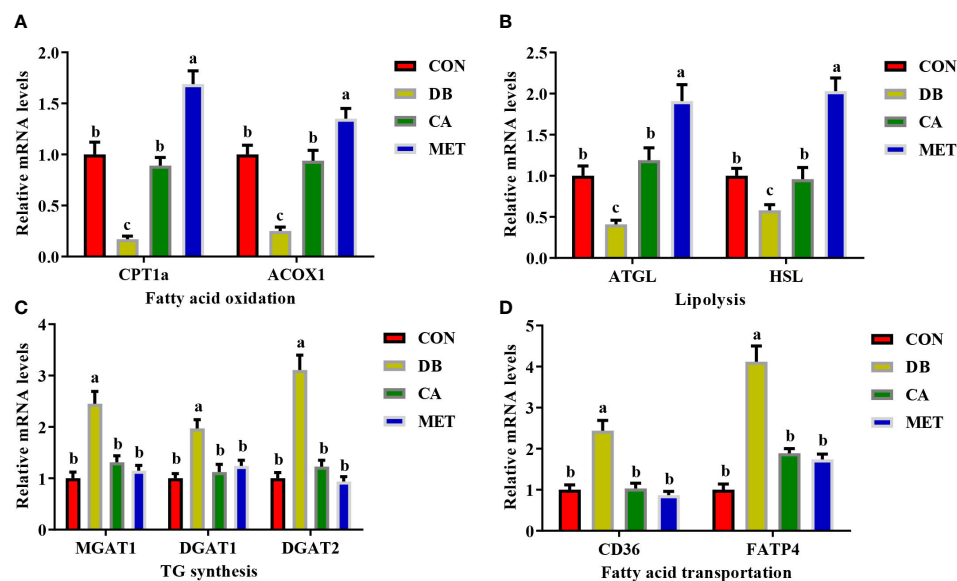 A
Relative mRNA levels
2.0
1.5
1.0
0.5
0.0
b
c
b
a
b
c
b
a
CPT1a
ACOX1
Fatty acid oxidation
CON
DB
CA
MET
B
Relative mRNA levels
2.5
2.0
1.5
1.0
0.5
0.0
b
c
b
a
b
c
b
a
ATGL
HSL
Lipolysis
CON
DB
CA
MET
C
Relative mRNA levels
4
3
2
1
0
b
a
b
b
b
a
b
b
b
a
b
b
MGAT1
DGAT1
DGAT2
TG synthesis
CON
DB
CA
MET
D
Relative mRNA levels
5
4
3
2
1
0
b
a
b
b
b
a
b
b
CD36
FATP4
Fatty acid transportation
CON
DB
CA
MET